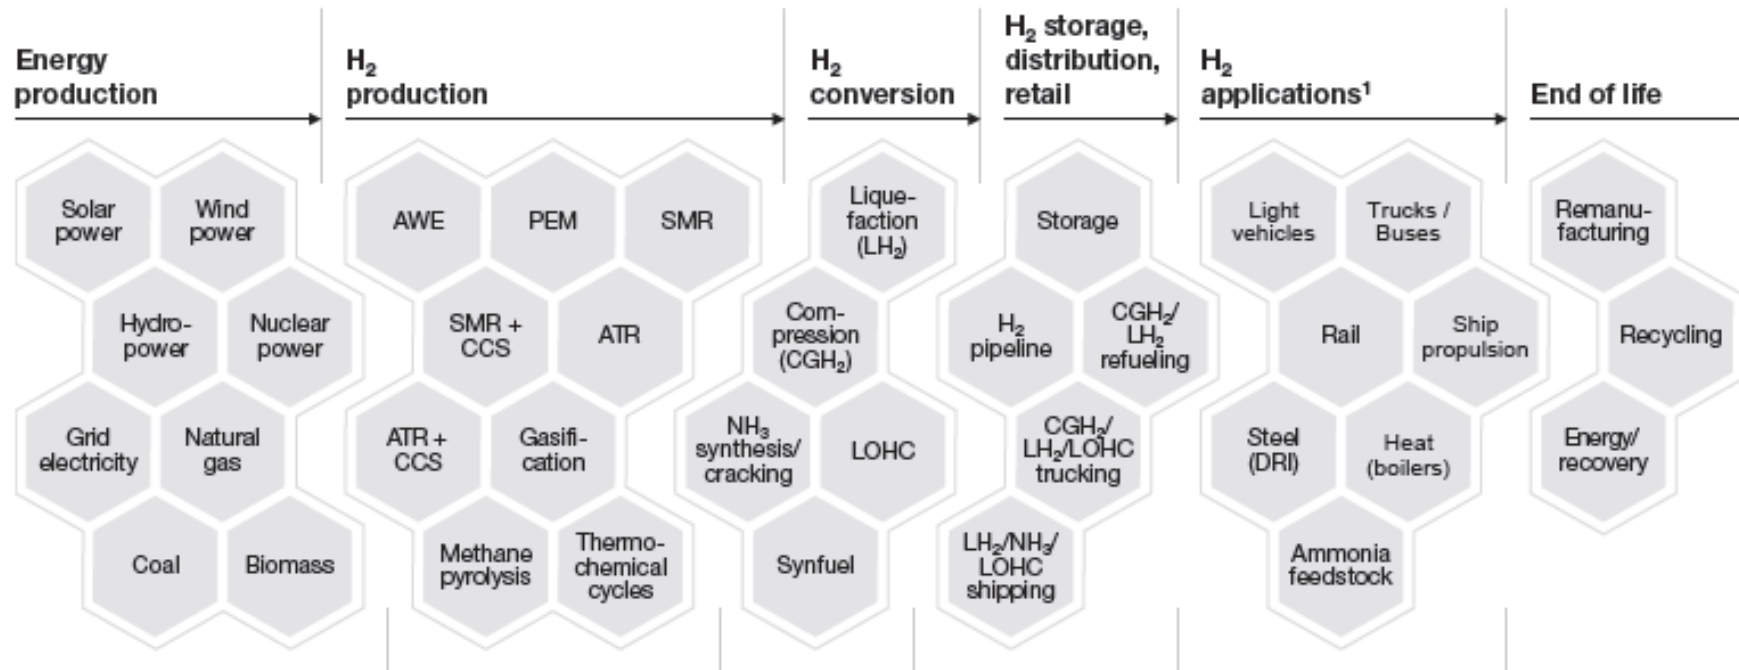 Energy
production
H₂
production
H₂
conversion
H₂ storage,
distribution,
retail
H₂
applications¹
End of life
Solar
power
Wind
power
Hydro-
power
Nuclear
power
Grid
electricity
Natural
gas
Coal
Biomass
AWE
PEM
SMR
SMR +
CCS
ATR
ATR +
CCS
Gasifi-
cation
Methane
pyrolysis
Thermo-
chemical
cycles
Lique-
faction
(LH₂)
Com-
pression
(CGH₂)
NH₃
synthesis/
cracking
LOHC
Synfuel
Storage
H₂
pipeline
CGH₂/
LH₂
refueling
CGH₂/
LH₂/LOHC
trucking
LH₂/NH₃/
LOHC
shipping
Light
vehicles
Trucks /
Buses
Rail
Ship
propulsion
Steel
(DRI)
Heat
(boilers)
Ammonia
feedstock
Remanu-
facturing
Recycling
Energy/
recovery